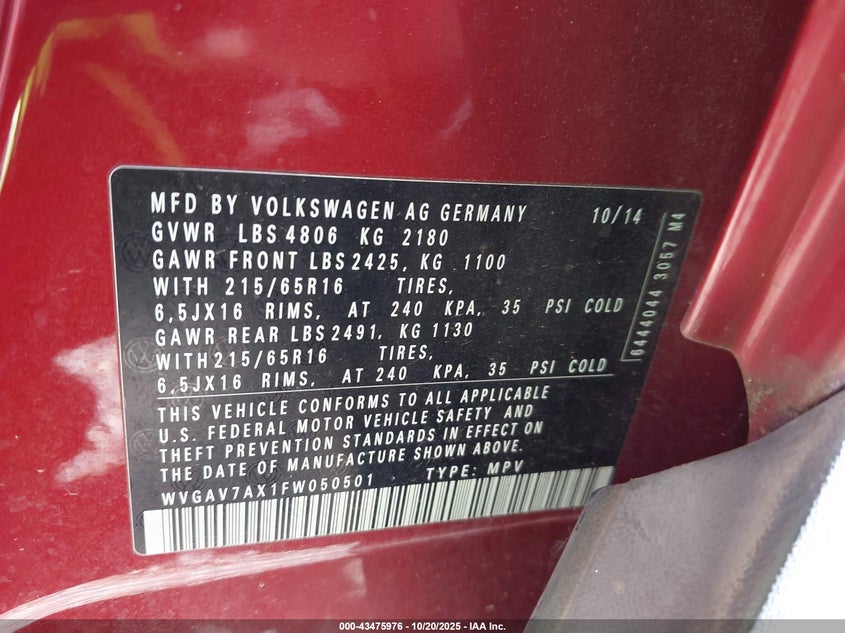 MFD BY VOLKSWAGEN AG GERMANY 10/14
GVWR LBS 4806 KG 2180
GAWR FRONT LBS 2425, KG 1100
WITH 215/65R16 TIRES,
6,5JX16 RIMS, AT 240 KPA, 35 PSI COLD
GAWR REAR LBS 2491, KG 1130
WITH 215/65R16 TIRES,
6,5JX16 RIMS, AT 240 KPA, 35 PSI COLD
THIS VEHICLE CONFORMS TO ALL APPLICABLE
U.S. FEDERAL MOTOR VEHICLE SAFETY AND
THEFT PREVENTION STANDARDS IN EFFECT ON
THE DATE OF MANUFACTURE SHOWN ABOVE.
WVGAV7AX1FW050501 TYPE: MPV
6444044 3057 M4
000-43475976 | 10/20/2025 - IAA Inc.